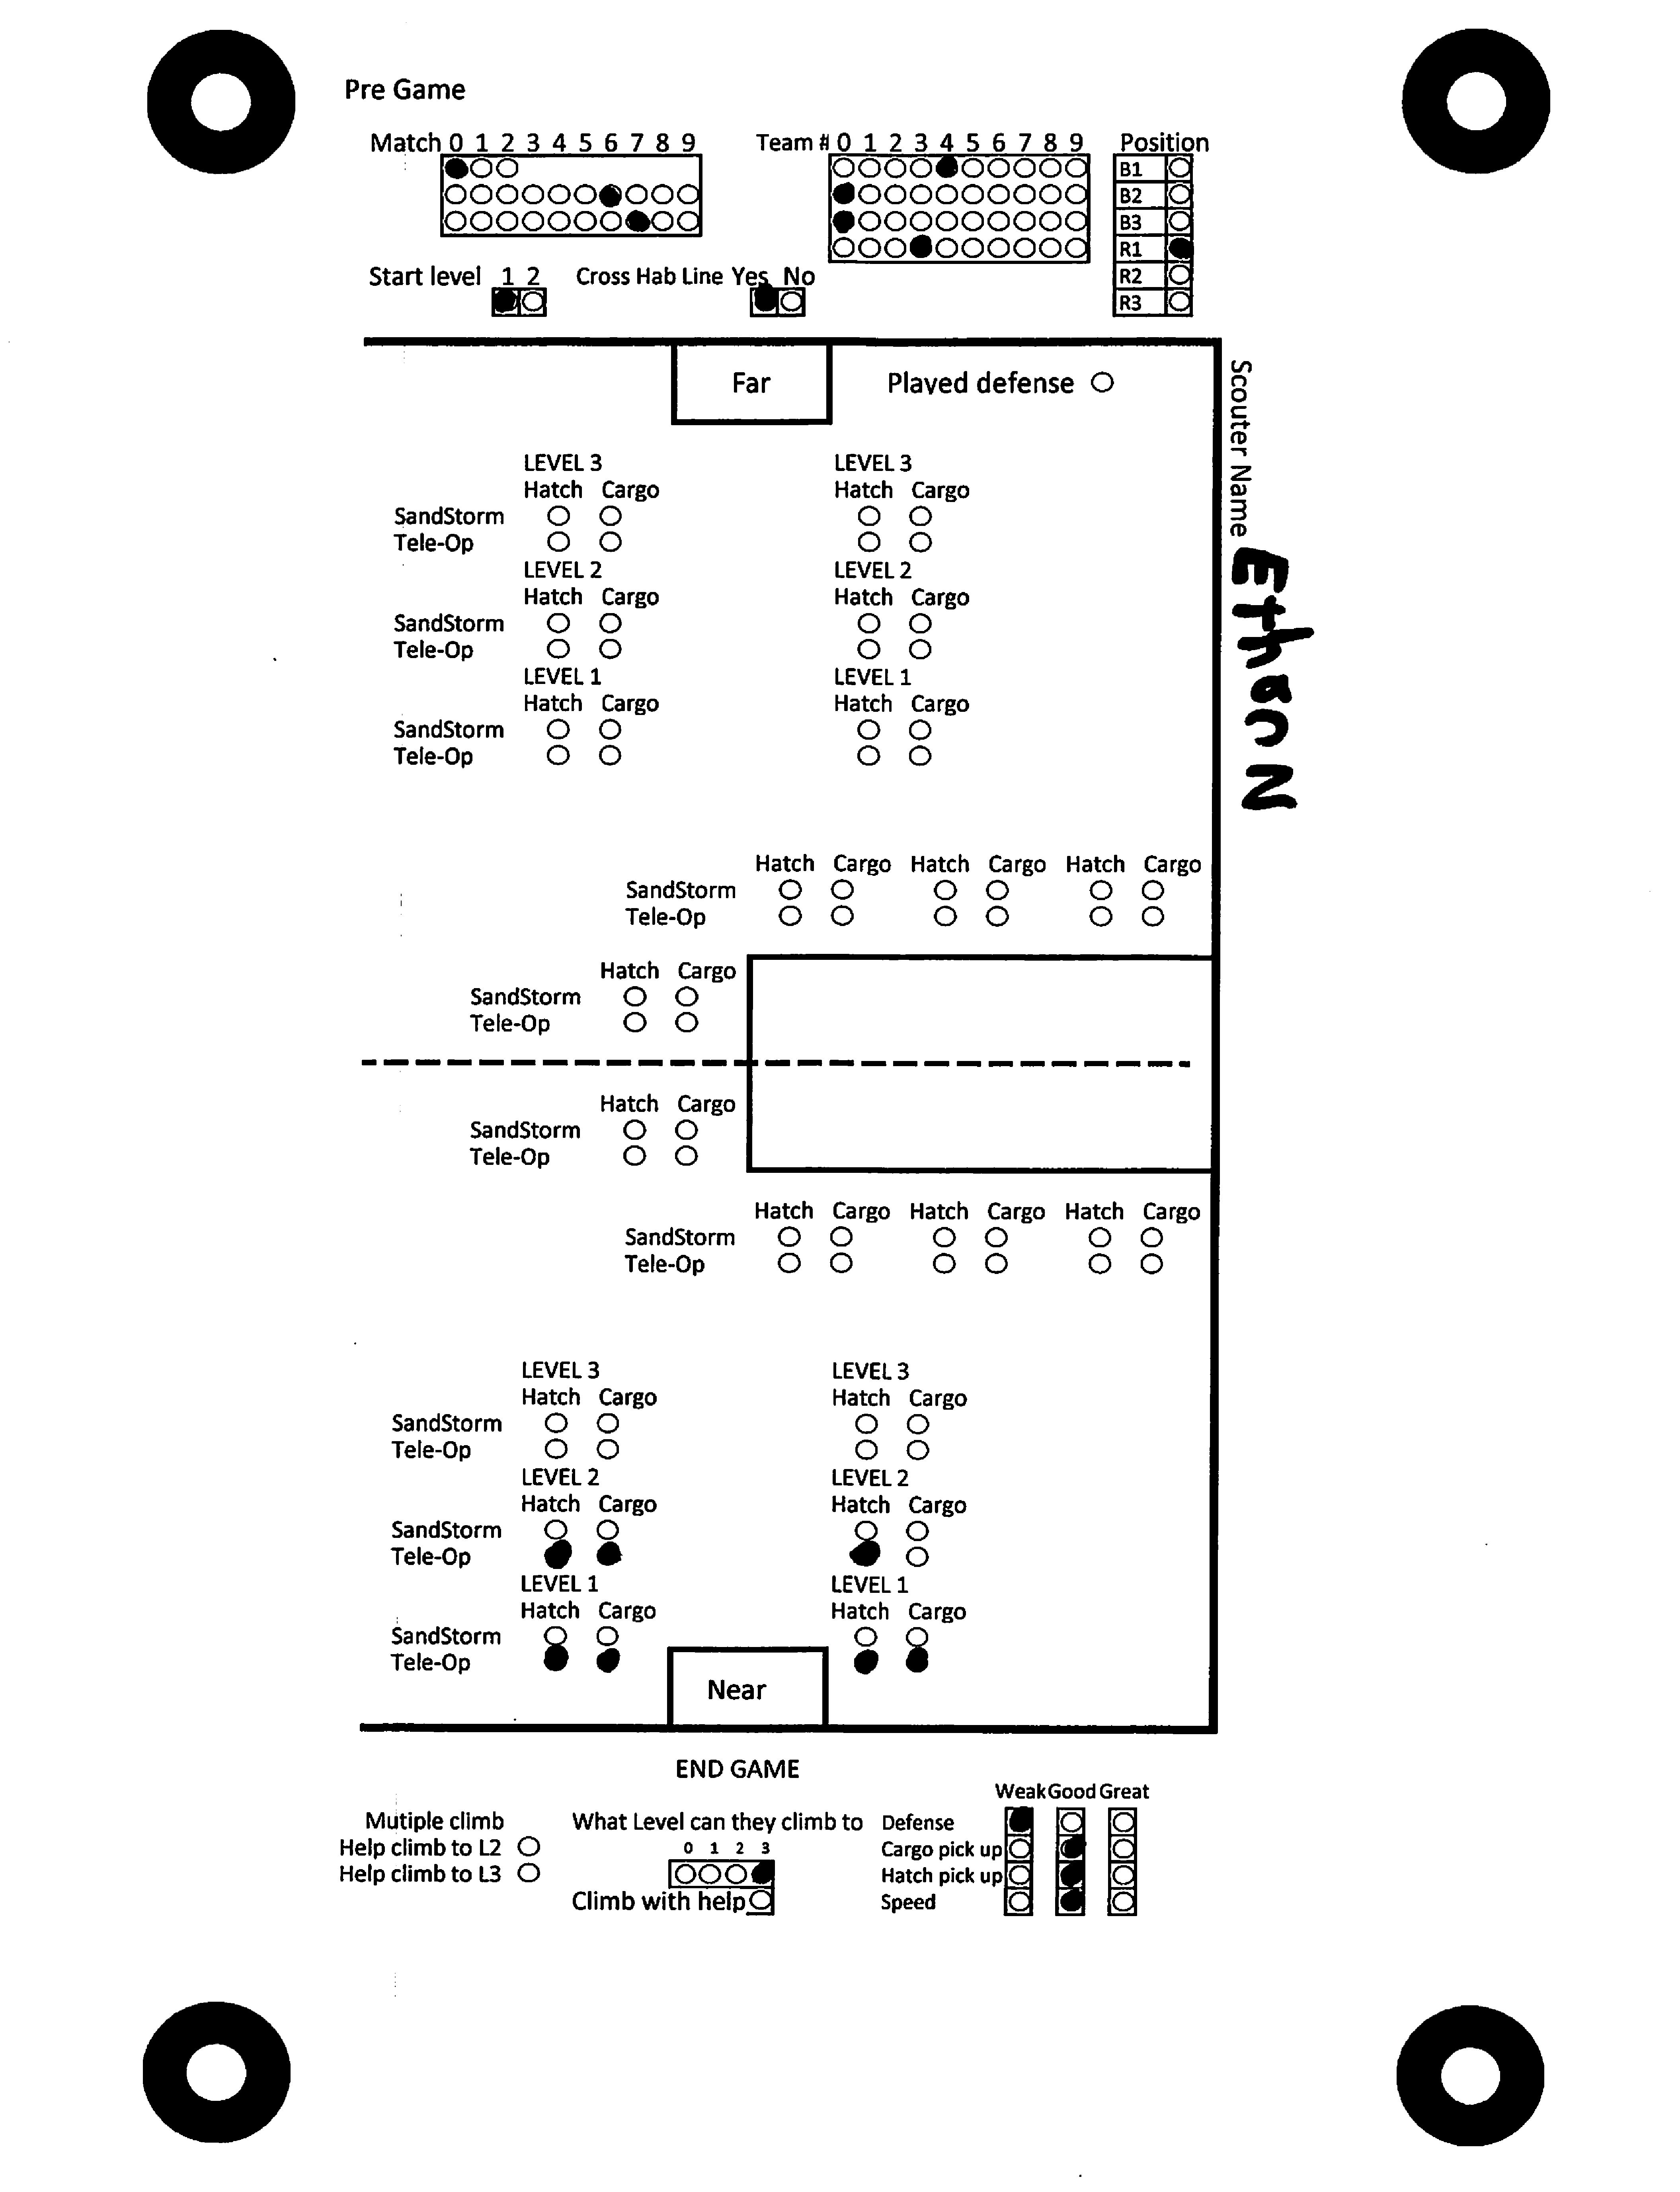 Pre Game
Match 0 1 2 3 4 5 6 7 8 9
Team # 0 1 2 3 4 5 6 7 8 9
Position
B1
B2
B3
R1
R2
R3
Start level 1 2
Cross Hab Line Yes No
Far
Played defense
Scouter Name Ethan N
LEVEL 3 LEVEL 3
Hatch Cargo Hatch Cargo
SandStorm
Tele-Op
LEVEL 2 LEVEL 2
Hatch Cargo Hatch Cargo
SandStorm
Tele-Op
LEVEL 1 LEVEL 1
Hatch Cargo Hatch Cargo
SandStorm
Tele-Op
Hatch Cargo Hatch Cargo Hatch Cargo
SandStorm
Tele-Op
Hatch Cargo
SandStorm
Tele-Op
Hatch Cargo
SandStorm
Tele-Op
Hatch Cargo Hatch Cargo Hatch Cargo
SandStorm
Tele-Op
LEVEL 3 LEVEL 3
Hatch Cargo Hatch Cargo
SandStorm
Tele-Op
LEVEL 2 LEVEL 2
Hatch Cargo Hatch Cargo
SandStorm
Tele-Op
LEVEL 1 LEVEL 1
Hatch Cargo Hatch Cargo
SandStorm
Tele-Op
Near
END GAME
Mutiple climb
Help climb to L2
Help climb to L3
What Level can they climb to
0 1 2 3
Climb with help
Weak Good Great
Defense
Cargo pick up
Hatch pick up
Speed